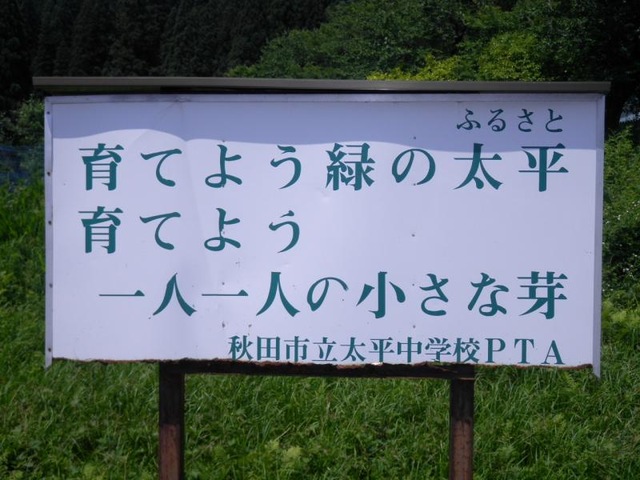 ふるさと
育てよう緑の太平
育てよう
一人一人の小さな芽
秋田市立太平中学校PTA